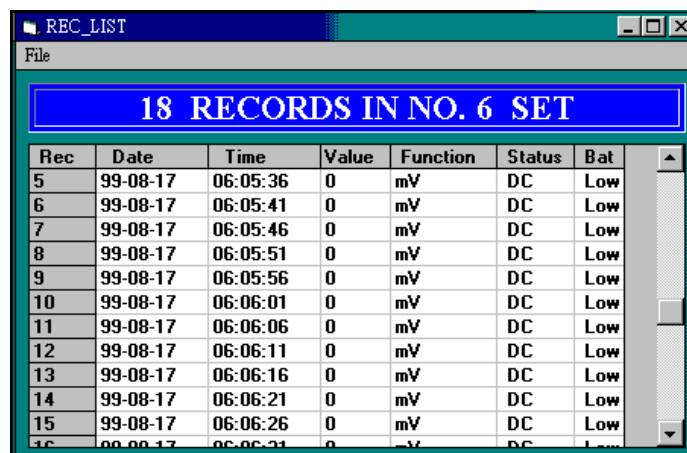 REC_LIST
File
18 RECORDS IN NO. 6 SET
Rec Date Time Value Function Status Bat
5 99-08-17 06:05:36 0 mV DC Low
6 99-08-17 06:05:41 0 mV DC Low
7 99-08-17 06:05:46 0 mV DC Low
8 99-08-17 06:05:51 0 mV DC Low
9 99-08-17 06:05:56 0 mV DC Low
10 99-08-17 06:06:01 0 mV DC Low
11 99-08-17 06:06:06 0 mV DC Low
12 99-08-17 06:06:11 0 mV DC Low
13 99-08-17 06:06:16 0 mV DC Low
14 99-08-17 06:06:21 0 mV DC Low
15 99-08-17 06:06:26 0 mV DC Low